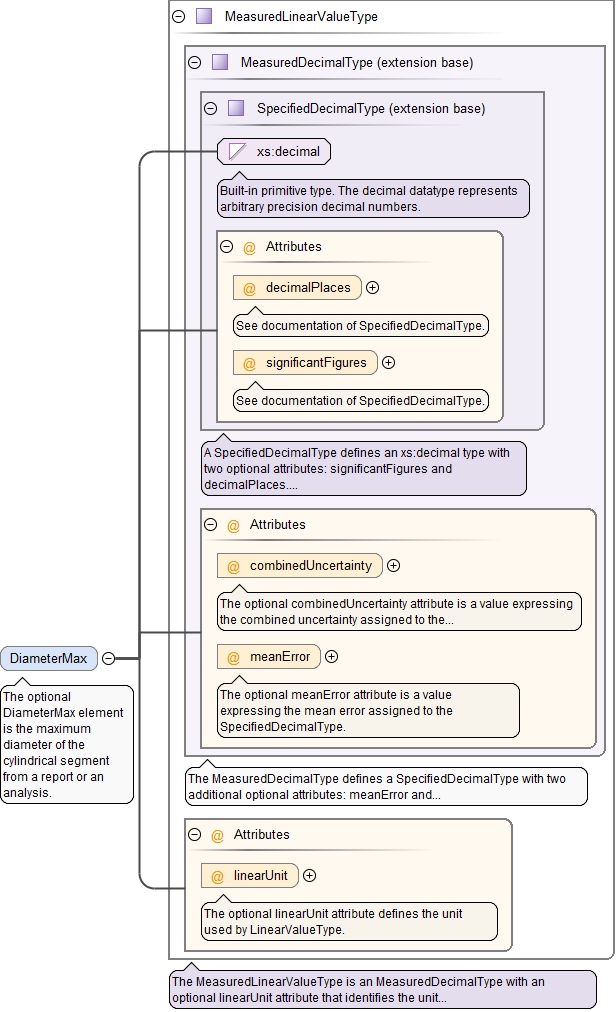 MeasuredLinearValueType
MeasuredDecimalType (extension base)
SpecifiedDecimalType (extension base)
xs:decimal
Built-in primitive type. The decimal datatype represents
arbitrary precision decimal numbers.
@ Attributes
@ decimalPlaces
See documentation of SpecifiedDecimalType.
@ significantFigures
See documentation of SpecifiedDecimalType.
A SpecifiedDecimalType defines an xs:decimal type with
two optional attributes: significantFigures and
decimalPlaces....
@ Attributes
@ combinedUncertainty
The optional combinedUncertainty attribute is a value expressing
the combined uncertainty assigned to the...
@ meanError
The optional meanError attribute is a value
expressing the mean error assigned to the
SpecifiedDecimalType.
DiameterMax
The optional
DiameterMax element
is the maximum
diameter of the
cylindrical segment
from a report or an
analysis.
The MeasuredDecimalType defines a SpecifiedDecimalType with two
additional optional attributes: meanError and...
@ Attributes
@ linearUnit
The optional linearUnit attribute defines the unit
used by LinearValueType.
The MeasuredLinearValueType is an MeasuredDecimalType with an
optional linearUnit attribute that identifies the unit...